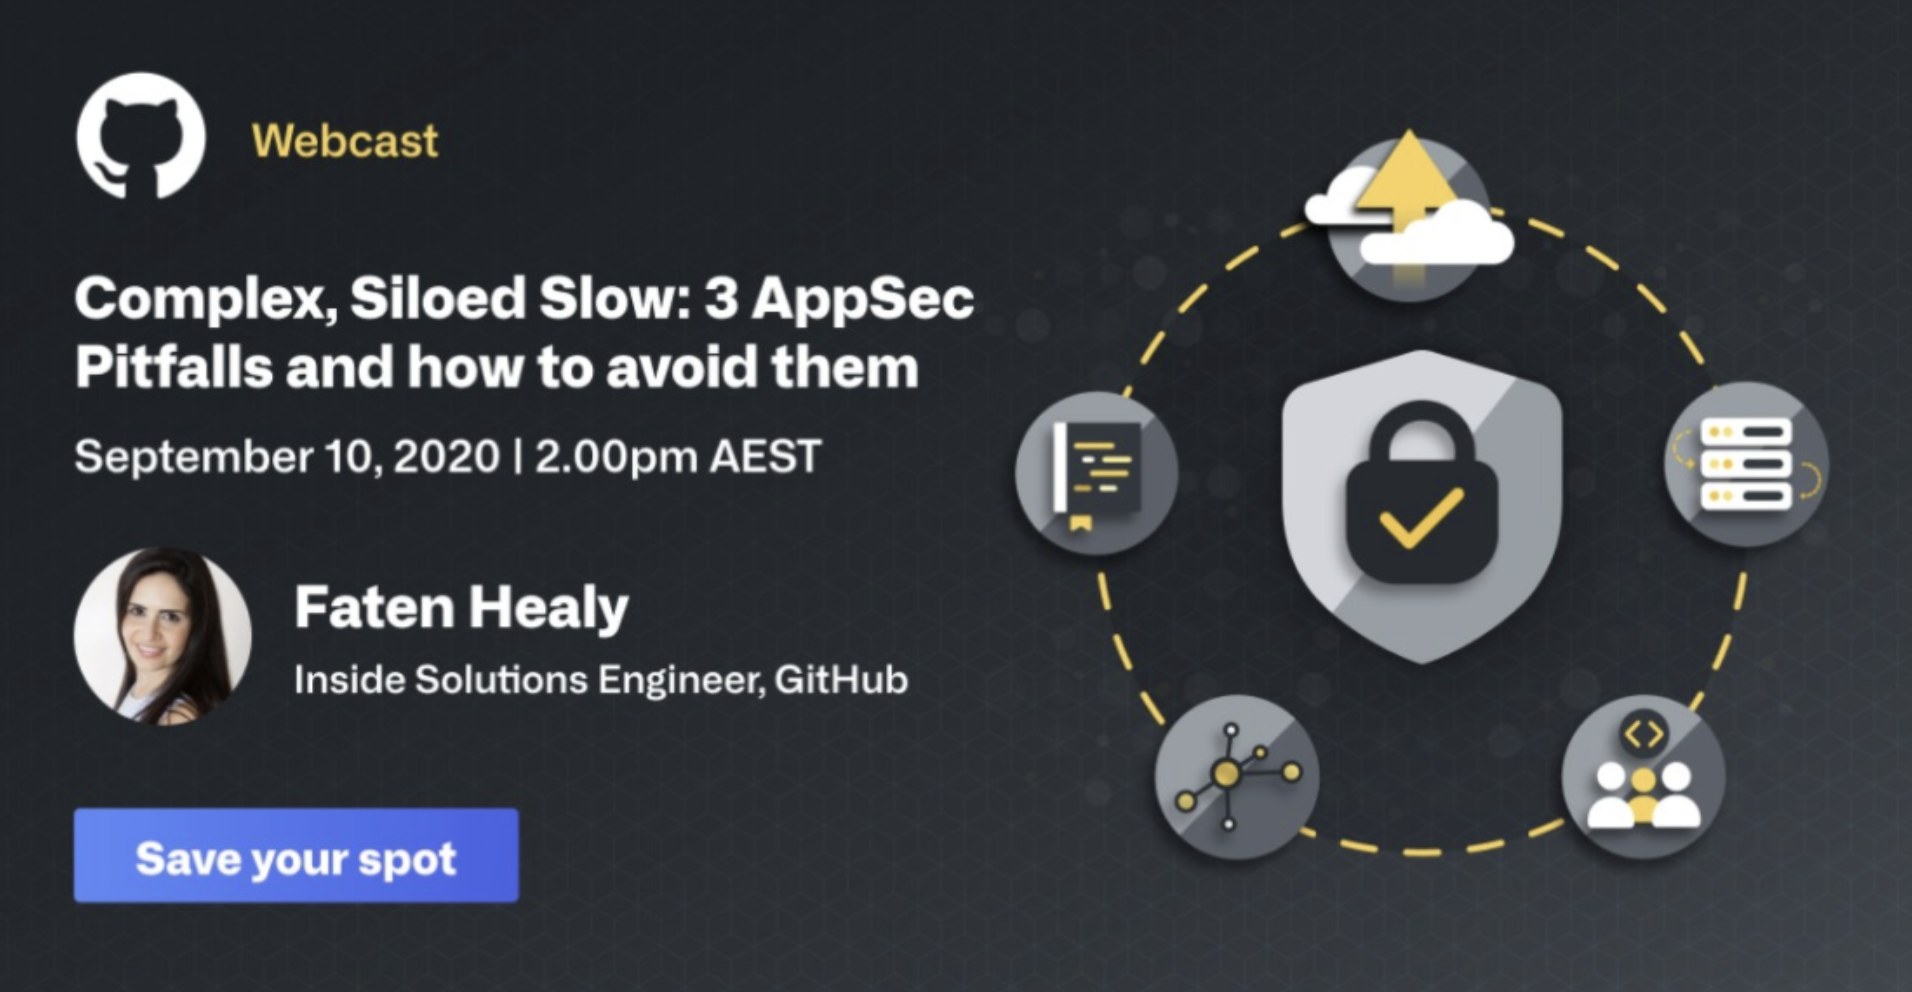 Webcast
Complex, Siloed Slow: 3 AppSec
Pitfalls and how to avoid them
September 10, 2020 | 2.00pm AEST
Faten Healy
Inside Solutions Engineer, GitHub
Save your spot